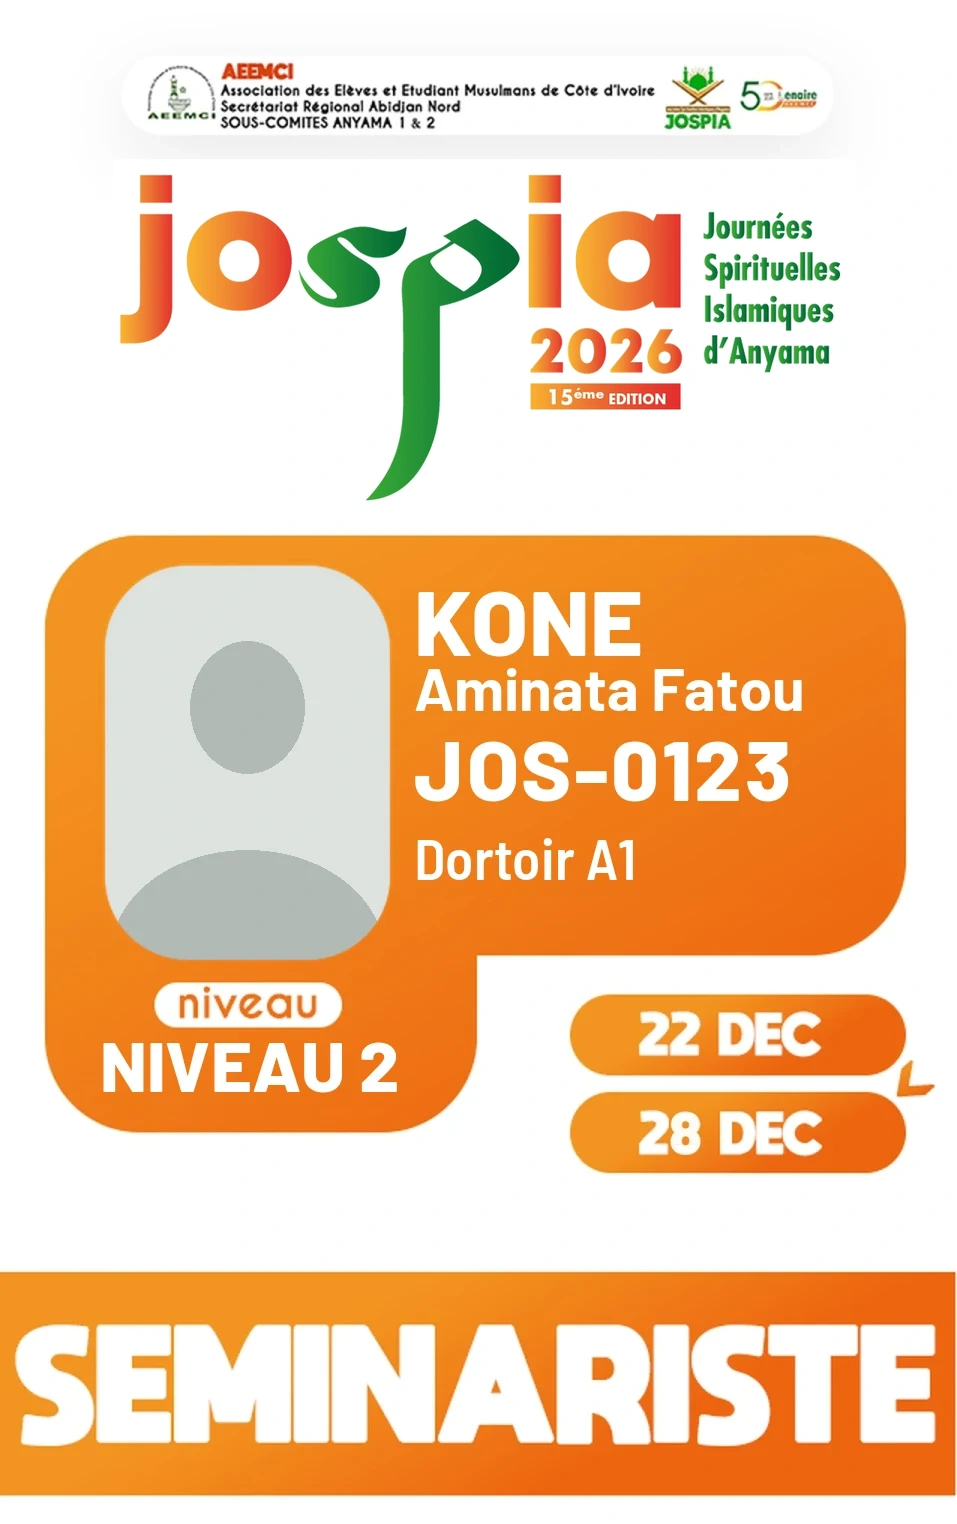 AEEMCI
Association des Elèves et Etudiant Musulmans de Côte d'Ivoire
Secrétariat Régional Abidjan Nord
SOUS-COMITES ANYAMA 1 & 2
AEEMCI
JOSPIA
jospia
2026
15éme EDITION
Journées
Spirituelles
Islamiques
d'Anyama
KONE
Aminata Fatou
JOS-0123
Dortoir A1
niveau
NIVEAU 2
22 DEC
28 DEC
SEMINARISTE